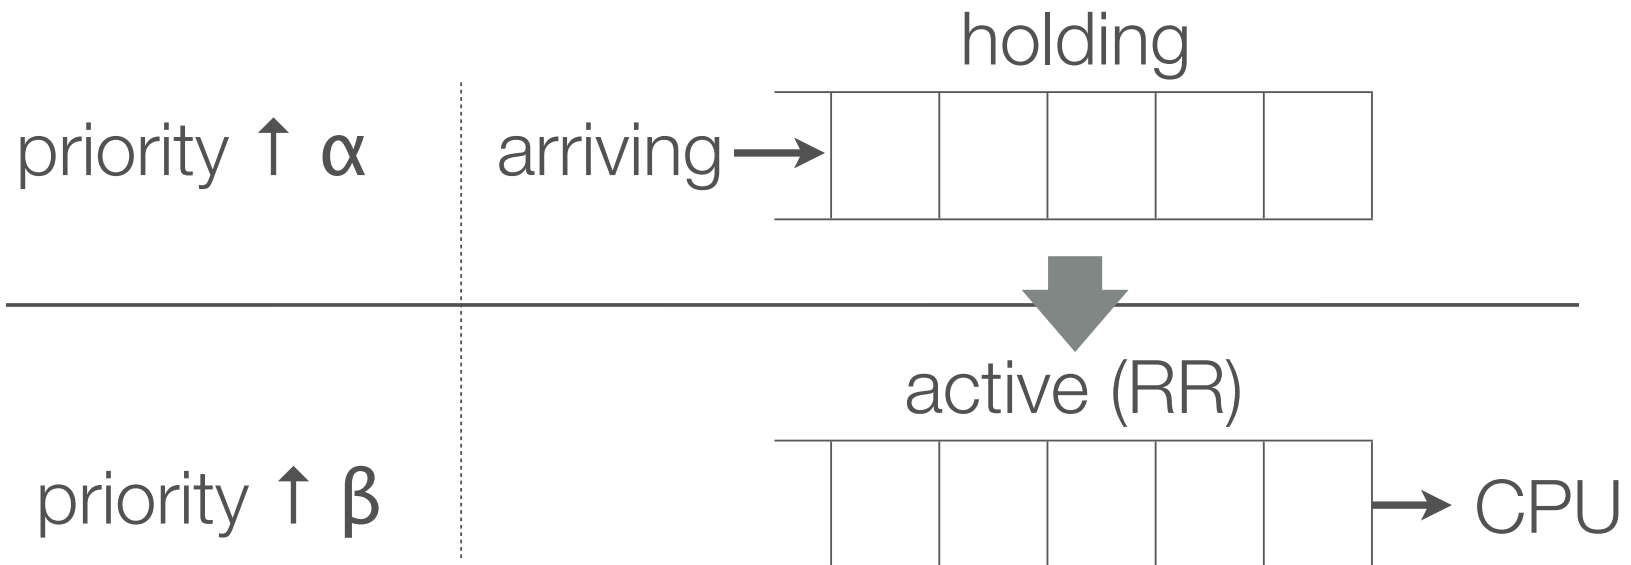 holding
priority ↑ α
arriving
active (RR)
priority ↑ β
CPU